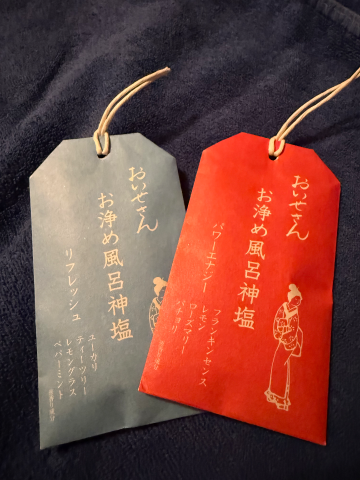 おいせさん
お浄め風呂神塩
リフレッシュ
ユーカリ
ティーツリー
レモングラス
ペパーミント
おいせさん
お浄め風呂神塩
パワーエナジー
フランキンセンス
レモン
ローズマリー
パチョリ